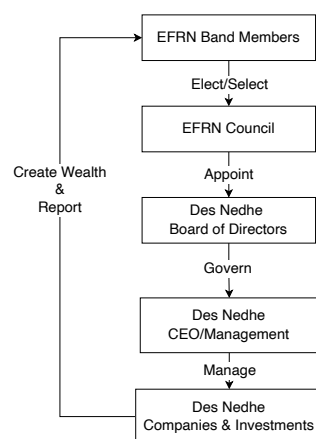 EFRN Band Members
Elect/Select
EFRN Council
Appoint
Des Nedhe
Board of Directors
Govern
Des Nedhe
CEO/Management
Manage
Des Nedhe
Companies & Investments
Create Wealth
&
Report